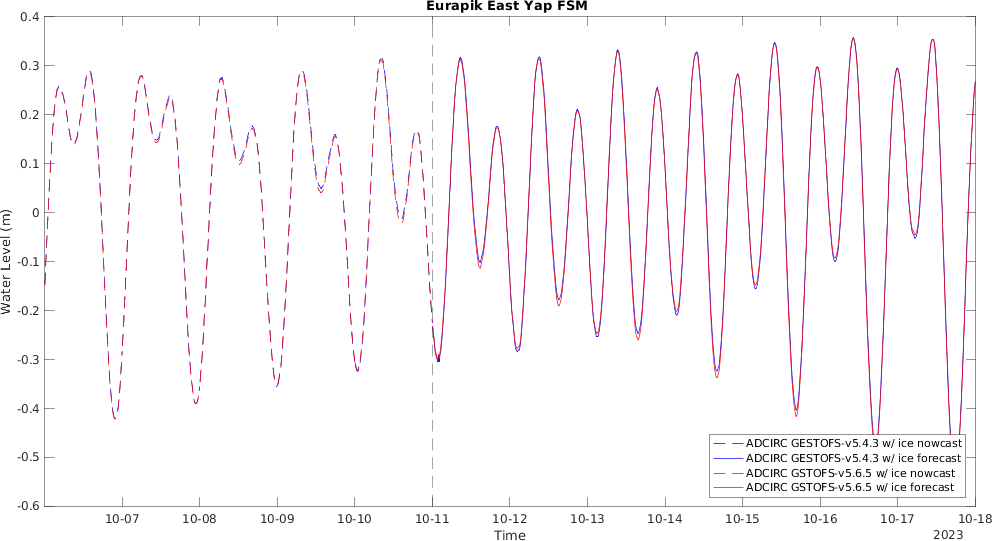 Eurapik East Yap FSM
0.4
0.3
0.2
0.1
0
-0.1
-0.2
-0.3
-0.4
-0.5
-0.6
Water Level (m)
ADCIRC GESTOFS-v5.4.3 w/ ice nowcast
ADCIRC GESTOFS-v5.4.3 w/ ice forecast
ADCIRC GSTOFS-v5.6.5 w/ ice nowcast
ADCIRC GSTOFS-v5.6.5 w/ ice forecast
10-07 10-08 10-09 10-10 10-11 10-12 10-13 10-14 10-15 10-16 10-17 10-18
Time
2023